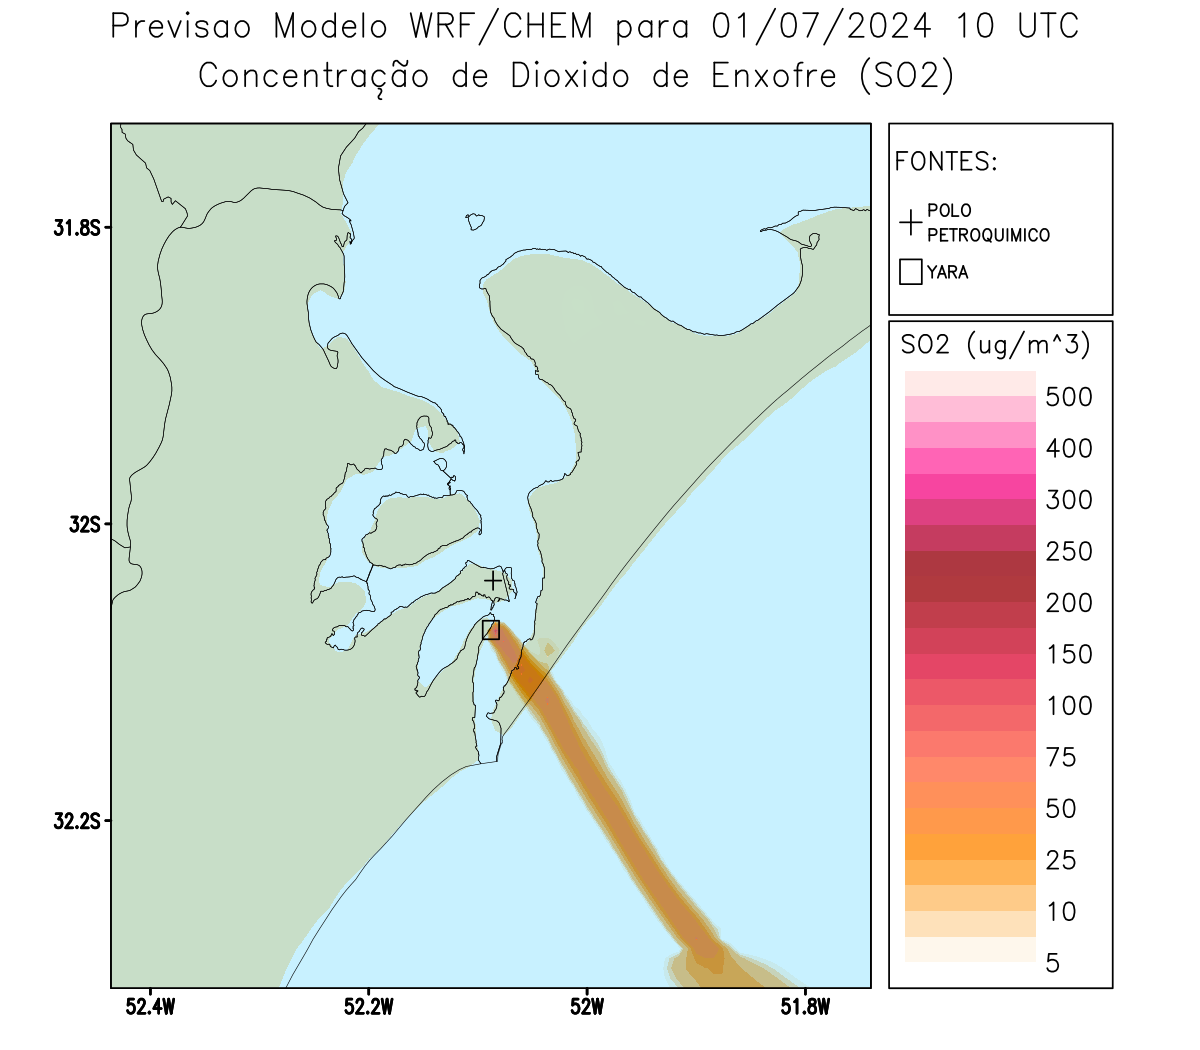 Previsao Modelo WRF/CHEM para 01/07/2024 10 UTC
Concentração de Dioxido de Enxofre (SO2)
FONTES:
POLO
PETROQUIMICO
YARA
SO2 (ug/m^3)
500
400
300
250
200
150
100
75
50
25
10
5
31.8S
32S
32.2S
52.4W
52.2W
52W
51.8W